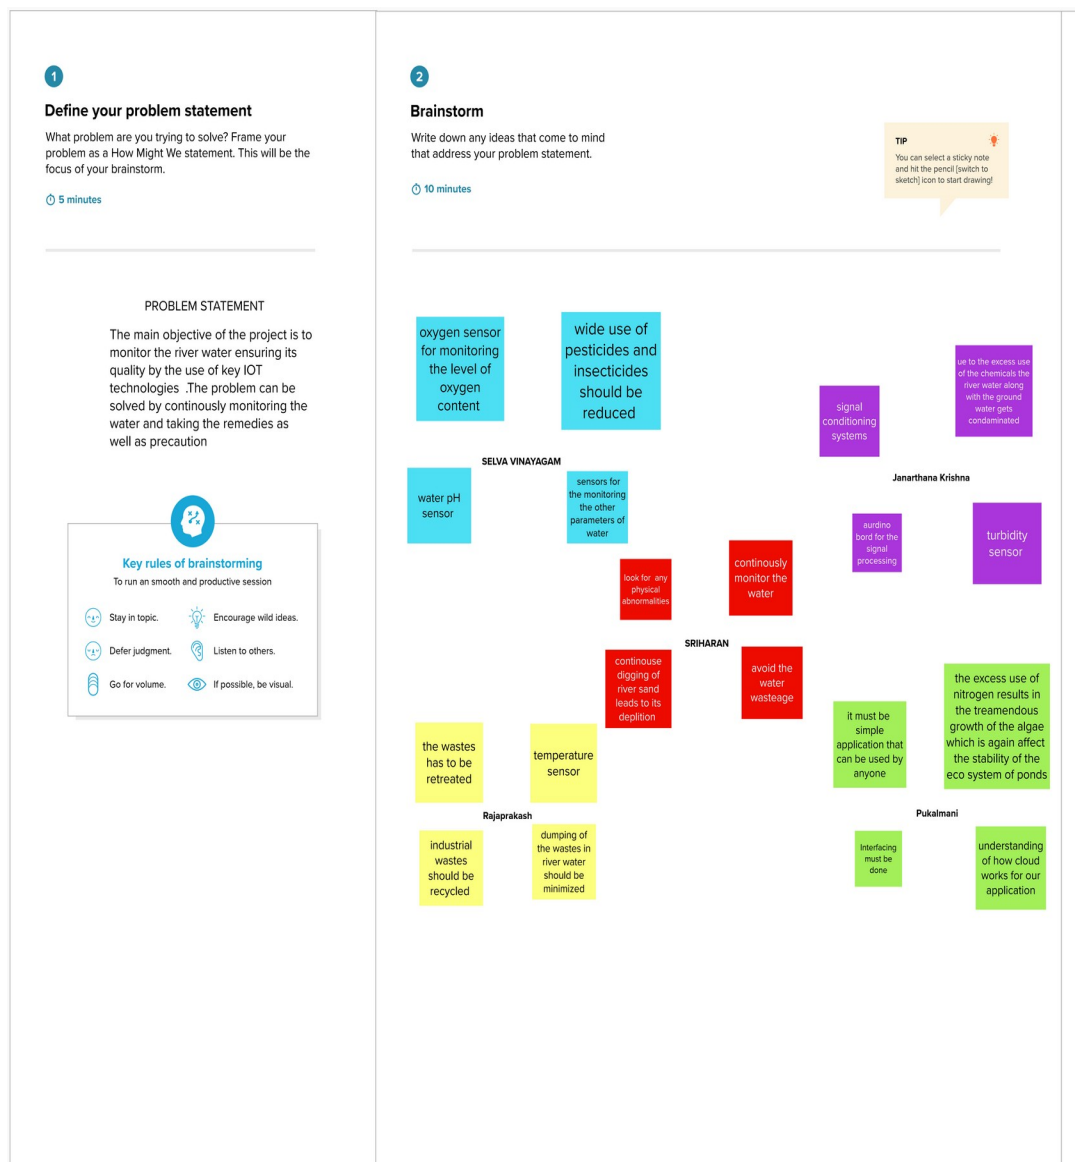 1
Define your problem statement
What problem are you trying to solve? Frame your
problem as a How Might We statement. This will be the
focus of your brainstorm.
5 minutes
PROBLEM STATEMENT
The main objective of the project is to
monitor the river water ensuring its
quality by the use of key IOT
technologies .The problem can be
solved by continously monitoring the
water and taking the remedies as
well as precaution
Key rules of brainstorming
To run an smooth and productive session
Stay in topic.
Encourage wild ideas.
Defer judgment.
Listen to others.
Go for volume.
If possible, be visual.
2
Brainstorm
Write down any ideas that come to mind
that address your problem statement.
10 minutes
TIP
You can select a sticky note
and hit the pencil [switch to
sketch] icon to start drawing!
oxygen sensor
for monitoring
the level of
oxygen
content
wide use of
pesticides and
insecticides
should be
reduced
SELVA VINAYAGAM
water pH
sensor
sensors for
the monitoring
the other
parameters of
water
signal
conditioning
systems
ue to the excess use
of the chemicals the
river water along
with the ground
water gets
condaminated
Janarthana Krishna
aurdino
bord for the
signal
processing
turbidity
sensor
look for any
physical
abnormalities
continously
monitor the
water
SRIHARAN
continouse
digging of
river sand
leads to its
deplition
avoid the
water
wasteage
the wastes
has to be
retreated
temperature
sensor
Rajaprakash
industrial
wastes
should be
recycled
dumping of
the wastes in
river water
should be
minimized
it must be
simple
application that
can be used by
anyone
the excess use of
nitrogen results in
the treamendous
growth of the algae
which is again affect
the stability of the
eco system of ponds
Pukalmani
Interfacing
must be
done
understanding
of how cloud
works for our
application